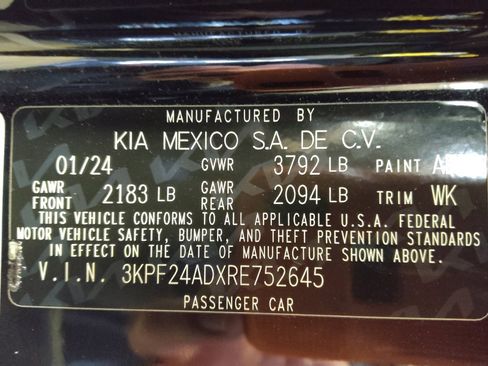 MANUFACTURED BY
KIA MEXICO S.A. DE C.V.
01/24 GVWR 3792 LB PAINT
GAWR FRONT 2183 LB GAWR REAR 2094 LB TRIM WK
THIS VEHICLE CONFORMS TO ALL APPLICABLE U.S.A. FEDERAL
MOTOR VEHICLE SAFETY, BUMPER, AND THEFT PREVENTION STANDARDS
IN EFFECT ON THE DATE OF MANUFACTURE SHOWN ABOVE.
V.I.N. 3KPF24ADXRE752645
PASSENGER CAR